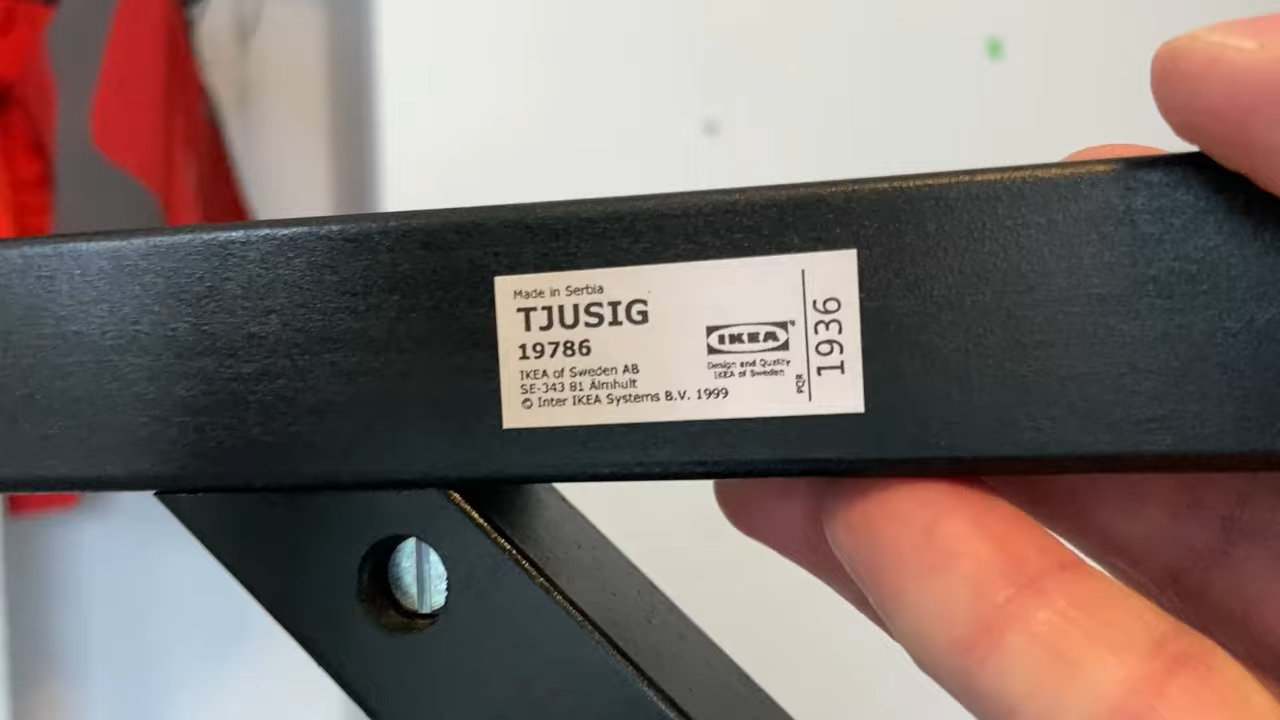 Made in Serbia
TJUSIG
19786
IKEA of Sweden AB
SE-343 81 Älmhult
© Inter IKEA Systems B.V. 1999
IKEA®
Design and Quality
IKEA of Sweden
PQR
1936